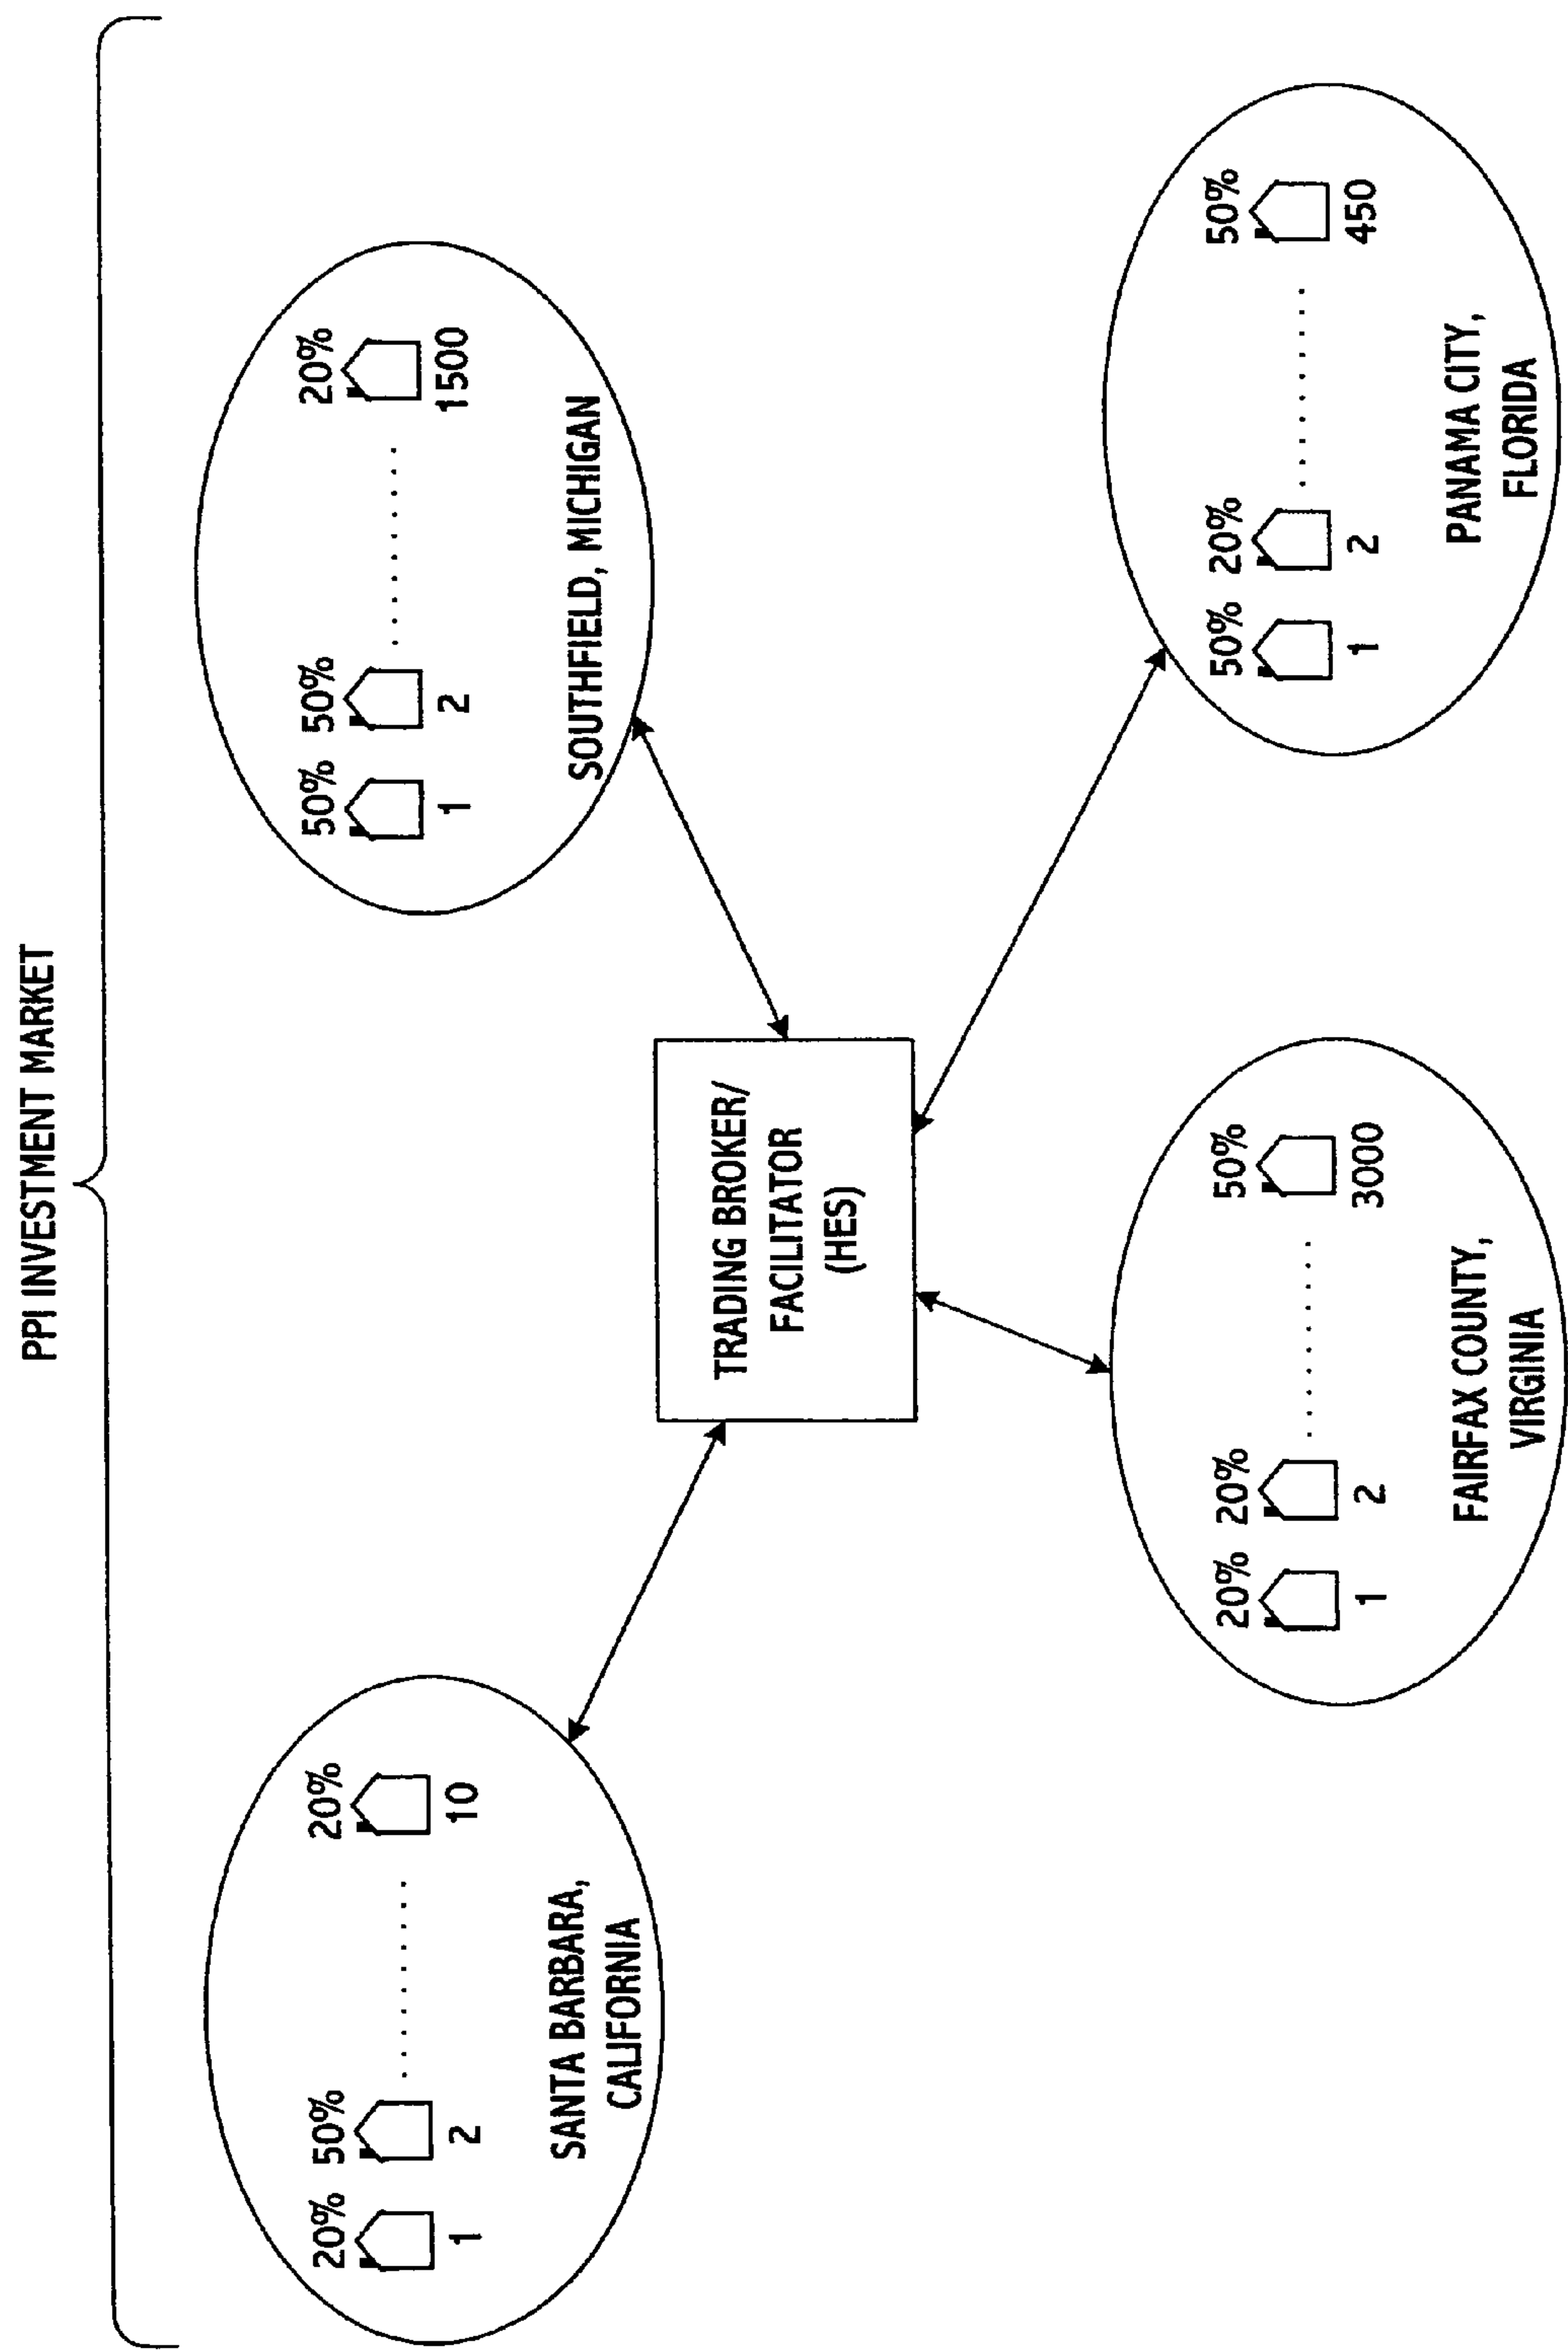 PPI INVESTMENT MARKET
20% 50% 20%
1 2 10
SANTA BARBARA,
CALIFORNIA
50% 50% 20%
1 2 1500
SOUTHFIELD, MICHIGAN
TRADING BROKER/
FACILITATOR
(HES)
20% 20% 50%
1 2 3000
FAIRFAX COUNTY,
VIRGINIA
50% 20% 50%
1 2 450
PANAMA CITY,
FLORIDA